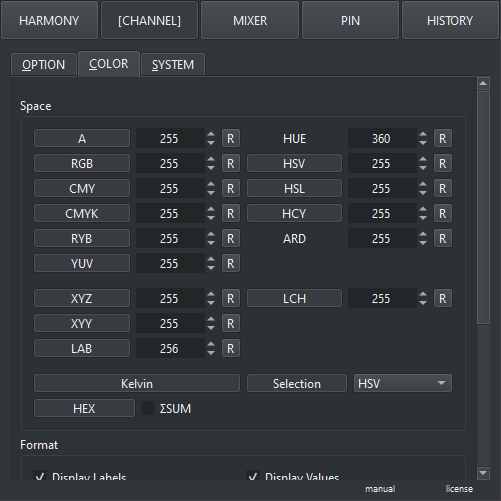 HARMONY [CHANNEL] MIXER PIN HISTORY
OPTION COLOR SYSTEM
Space
A 255 R HUE 360 R
RGB 255 R HSV 255 R
CMY 255 R HSL 255 R
CMYK 255 R HCY 255 R
RYB 255 R ARD 255 R
YUV 255 R
XYZ 255 R LCH 255 R
XYY 255 R
LAB 256 R
Kelvin Selection HSV
HEX ΣSUM
Format
Display Labels Display Values
manual license